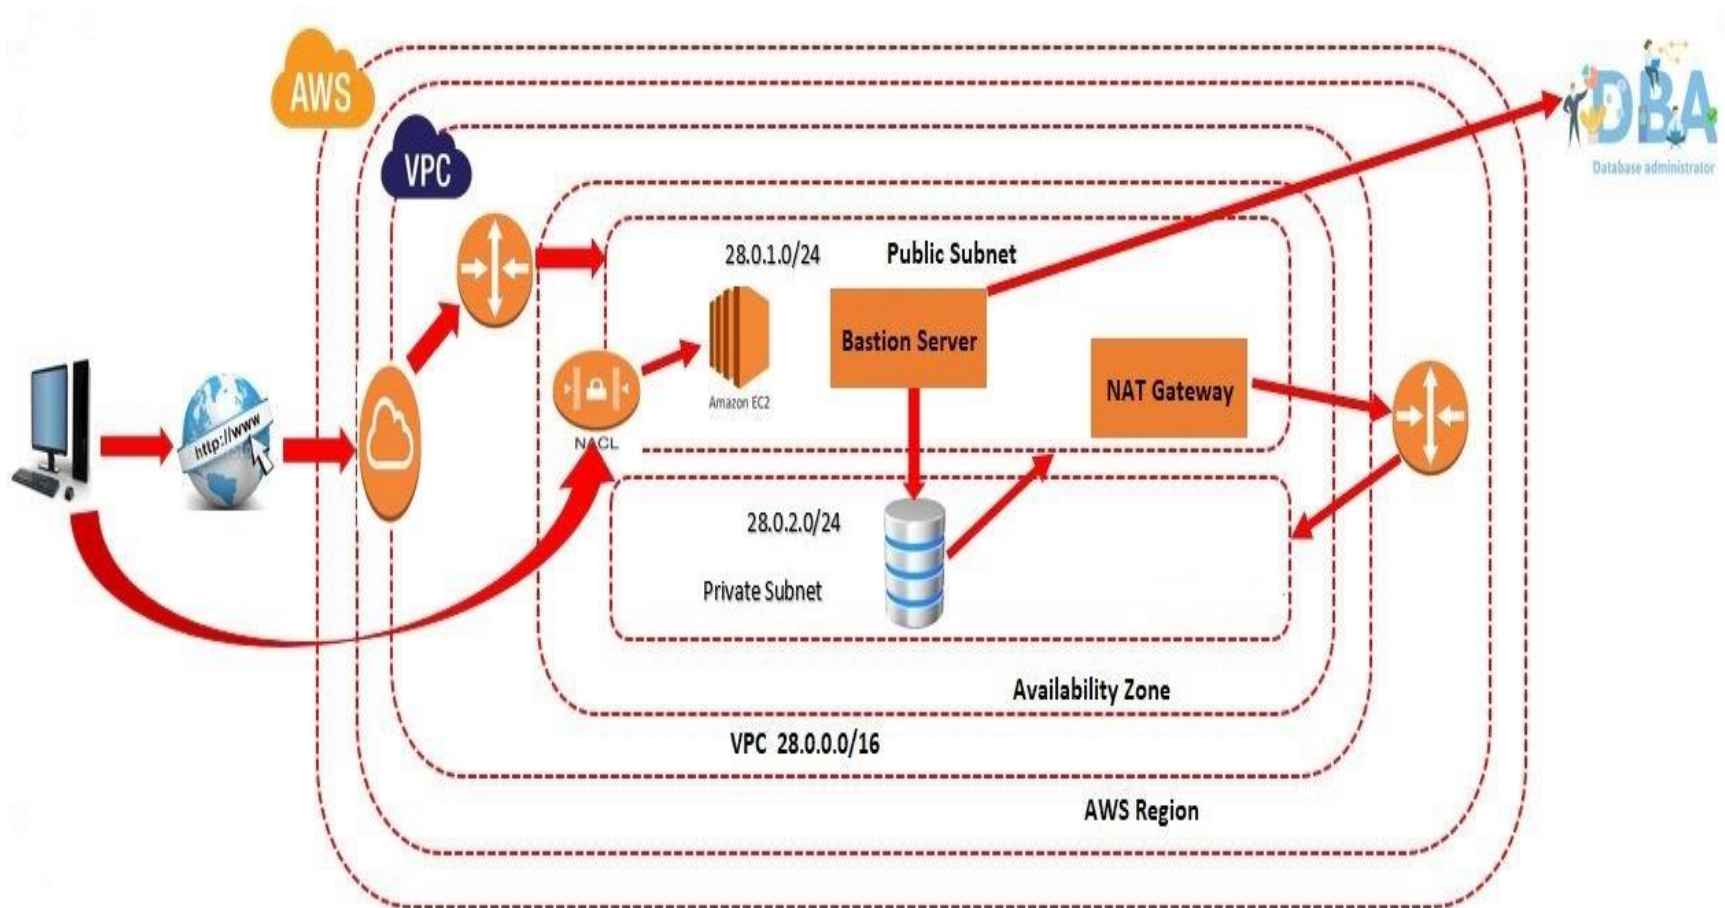 AWS
VPC
DBA
Database administrator
28.0.1.0/24
Public Subnet
Bastion Server
NAT Gateway
Amazon EC2
http://www
NACL
28.0.2.0/24
Private Subnet
Availability Zone
VPC 28.0.0.0/16
AWS Region